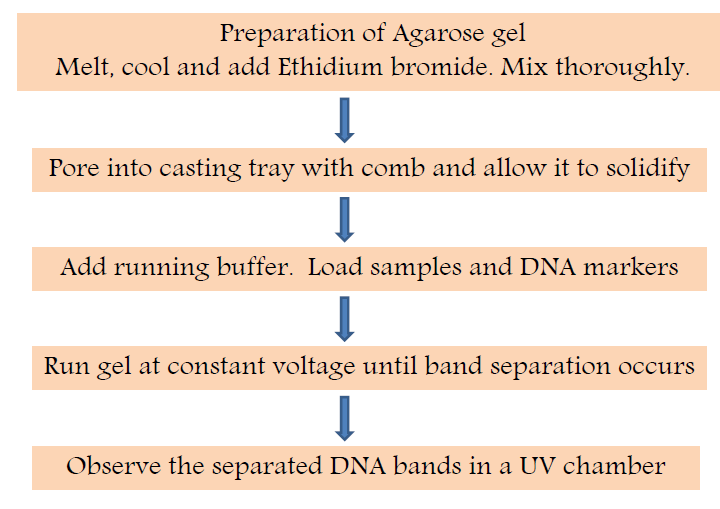 Preparation of Agarose gel
Melt, cool and add Ethidium bromide. Mix thoroughly.
Pore into casting tray with comb and allow it to solidify
Add running buffer.  Load samples and DNA markers
Run gel at constant voltage until band separation occurs
Observe the separated DNA bands in a UV chamber